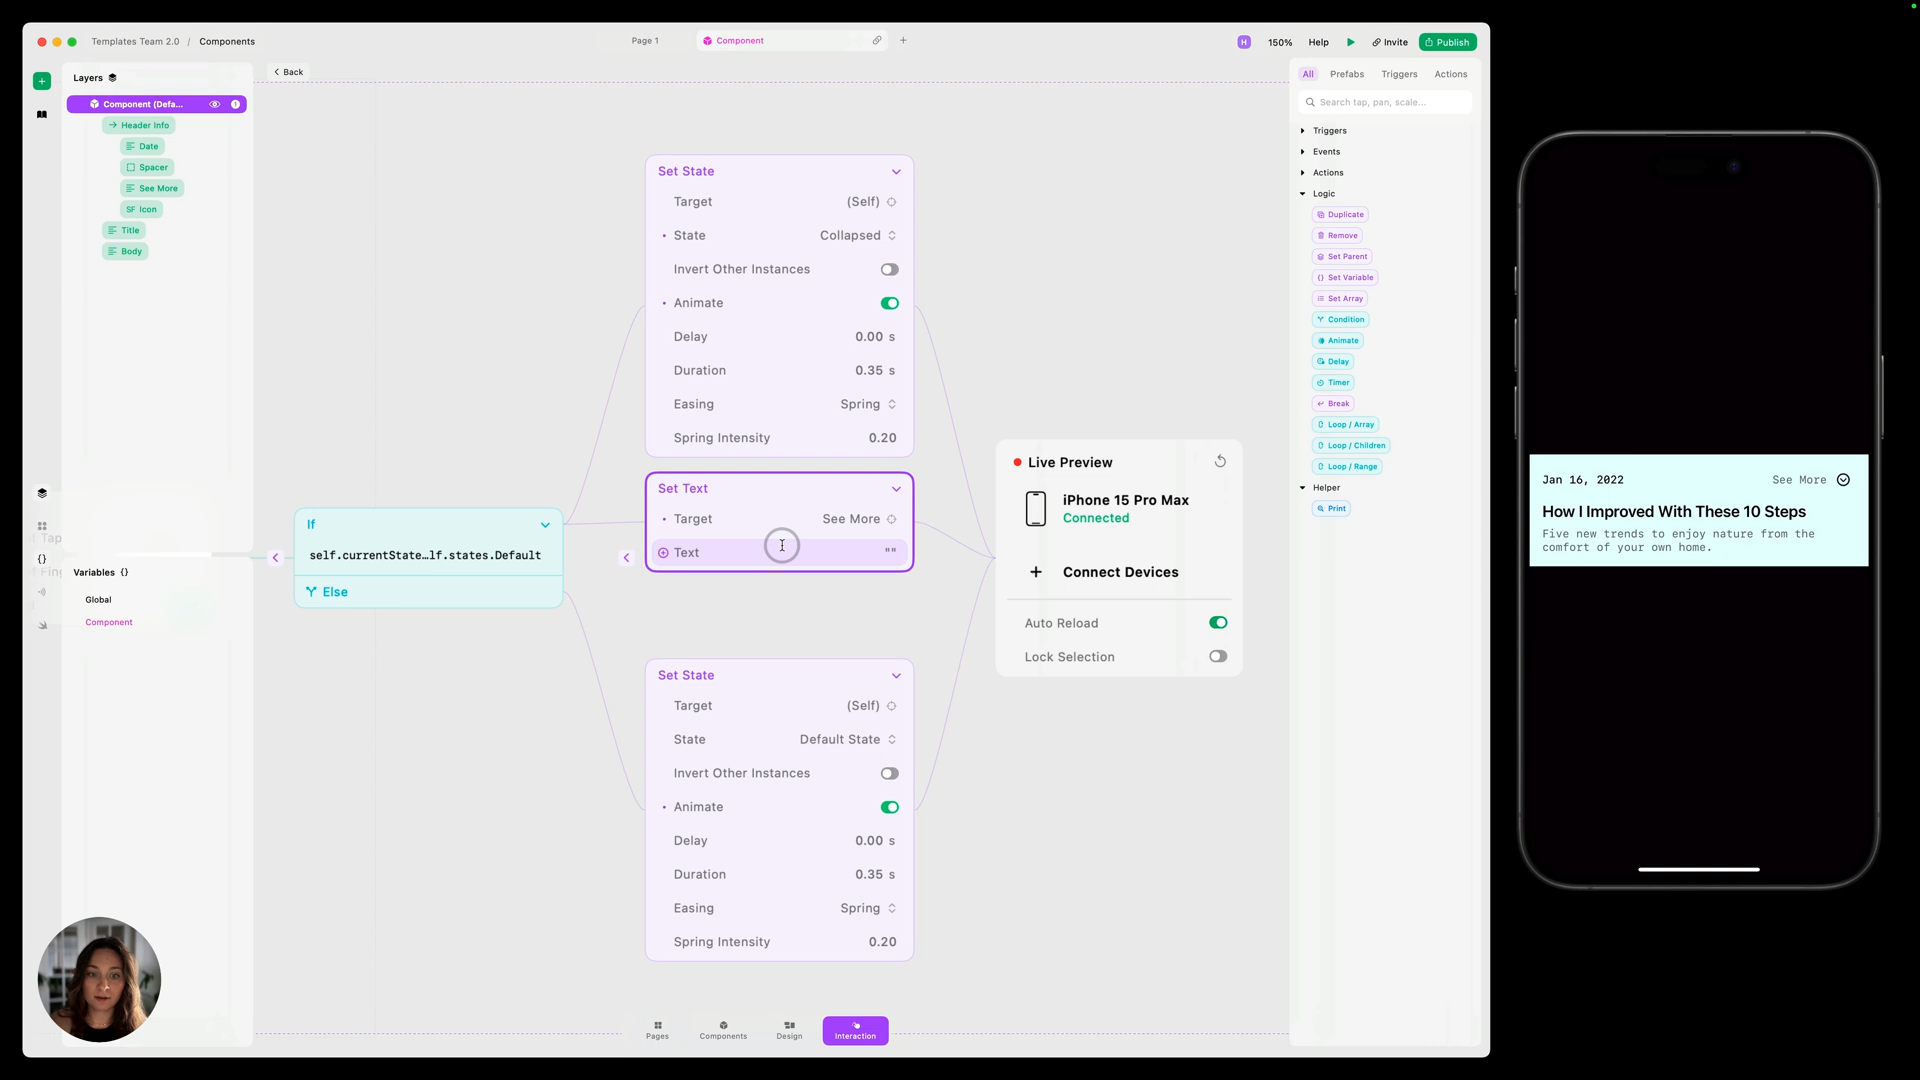 Templates Team 2.0 / Components
Page 1
Component
H
150%
Help
Invite
Publish
Layers
Back
Component (Defa...
1
Header Info
Date
Spacer
See More
SF Icon
Title
Body
Variables {}
Global
Component
If
self.currentState…lf.states.Default
Else
Set State
Target (Self)
State Collapsed
Invert Other Instances
Animate
Delay 0.00 s
Duration 0.35 s
Easing Spring
Spring Intensity 0.20
Set Text
Target See More
Text ""
Set State
Target (Self)
State Default State
Invert Other Instances
Animate
Delay 0.00 s
Duration 0.35 s
Easing Spring
Spring Intensity 0.20
Live Preview
iPhone 15 Pro Max
Connected
Connect Devices
Auto Reload
Lock Selection
Pages
Components
Design
Interaction
All Prefabs Triggers Actions
Search tap, pan, scale...
Triggers
Events
Actions
Logic
Duplicate
Remove
Set Parent
{} Set Variable
Set Array
Condition
Animate
Delay
Timer
Break
Loop / Array
Loop / Children
Loop / Range
Helper
Print
Jan 16, 2022
See More
How I Improved With These 10 Steps
Five new trends to enjoy nature from the
comfort of your own home.